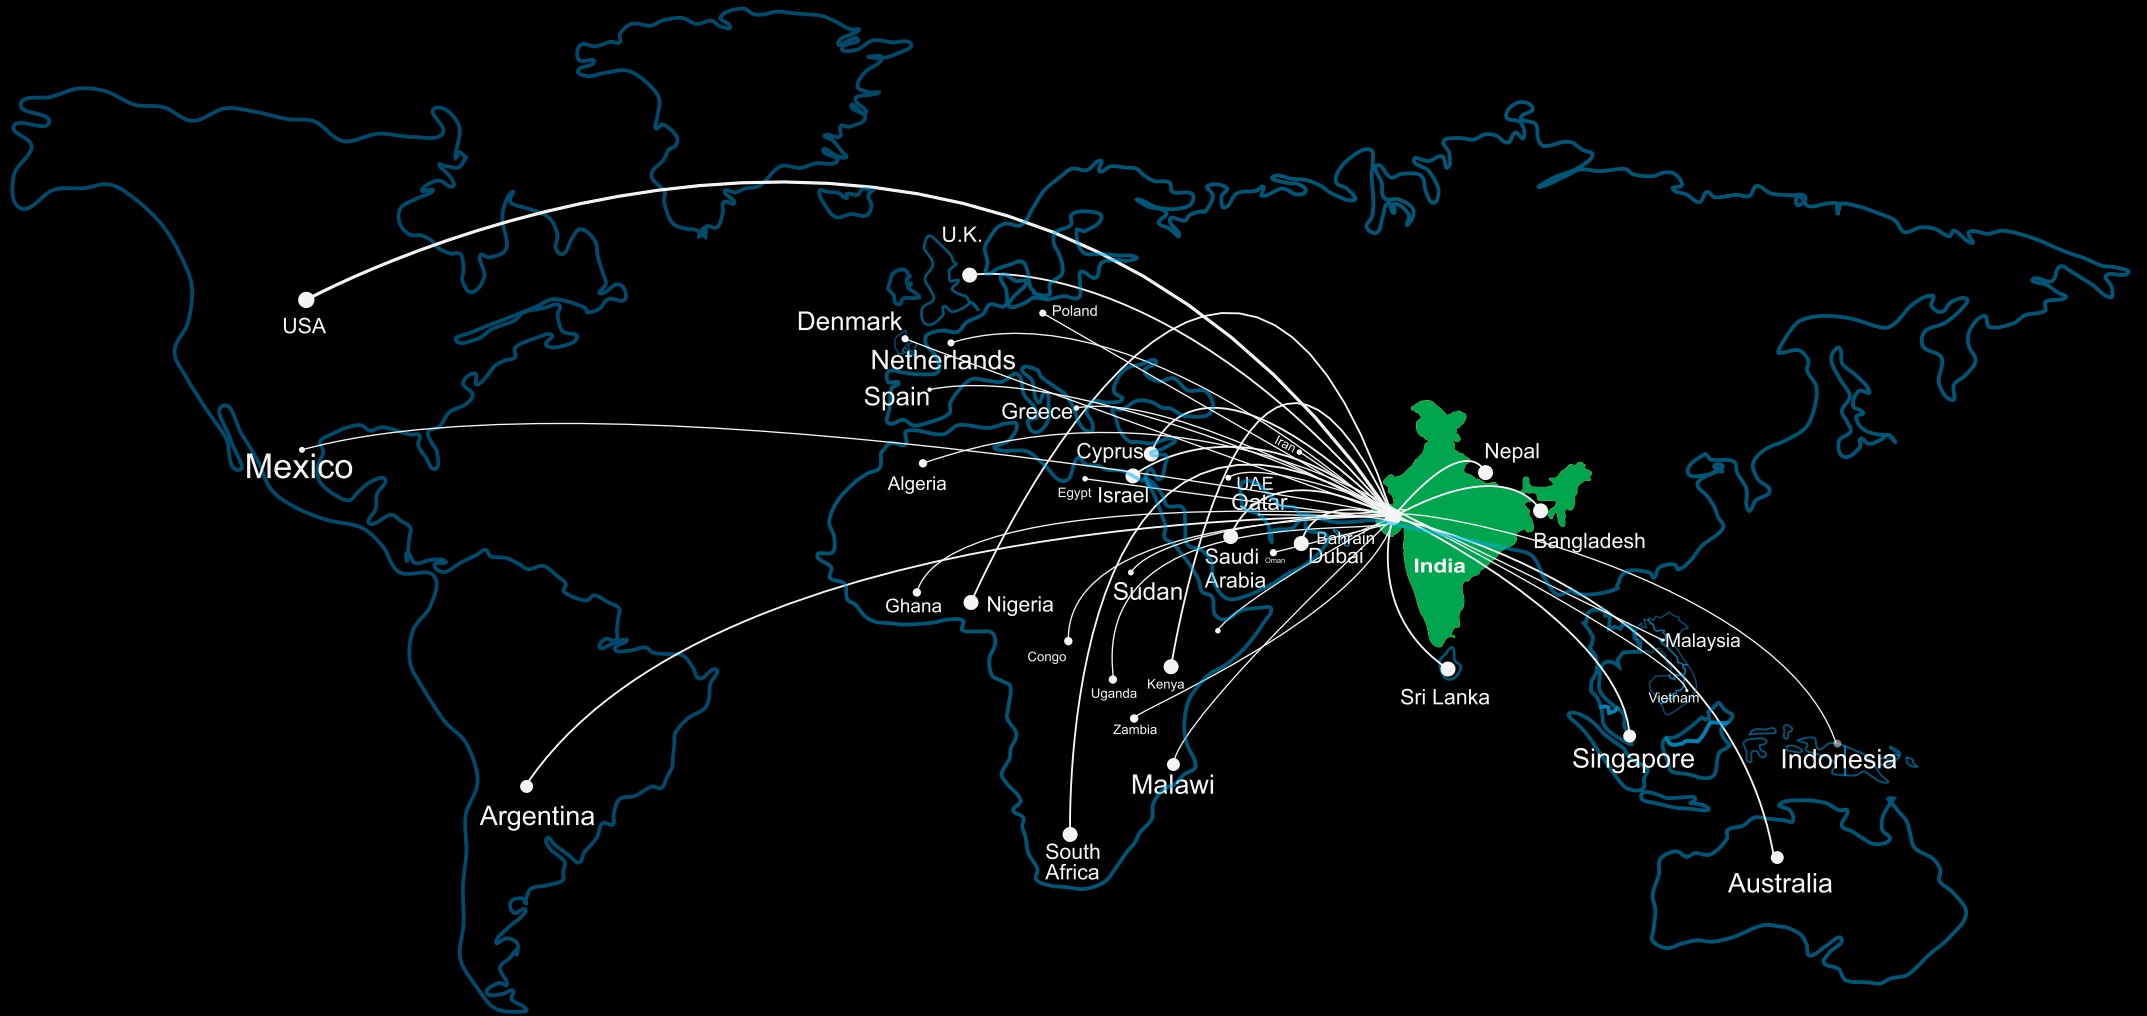 U.K.
USA
Poland
Denmark
Netherlands
Spain
Greece
Mexico
Iran
Nepal
Cyprus
Algeria
Egypt
Israel
UAE
Qatar
Bahrain
Bangladesh
Saudi
Arabia
Oman
Dubai
India
Sudan
Ghana
Nigeria
Malaysia
Congo
Uganda
Kenya
Sri Lanka
Vietnam
Zambia
Singapore
Indonesia
Malawi
Argentina
South
Africa
Australia